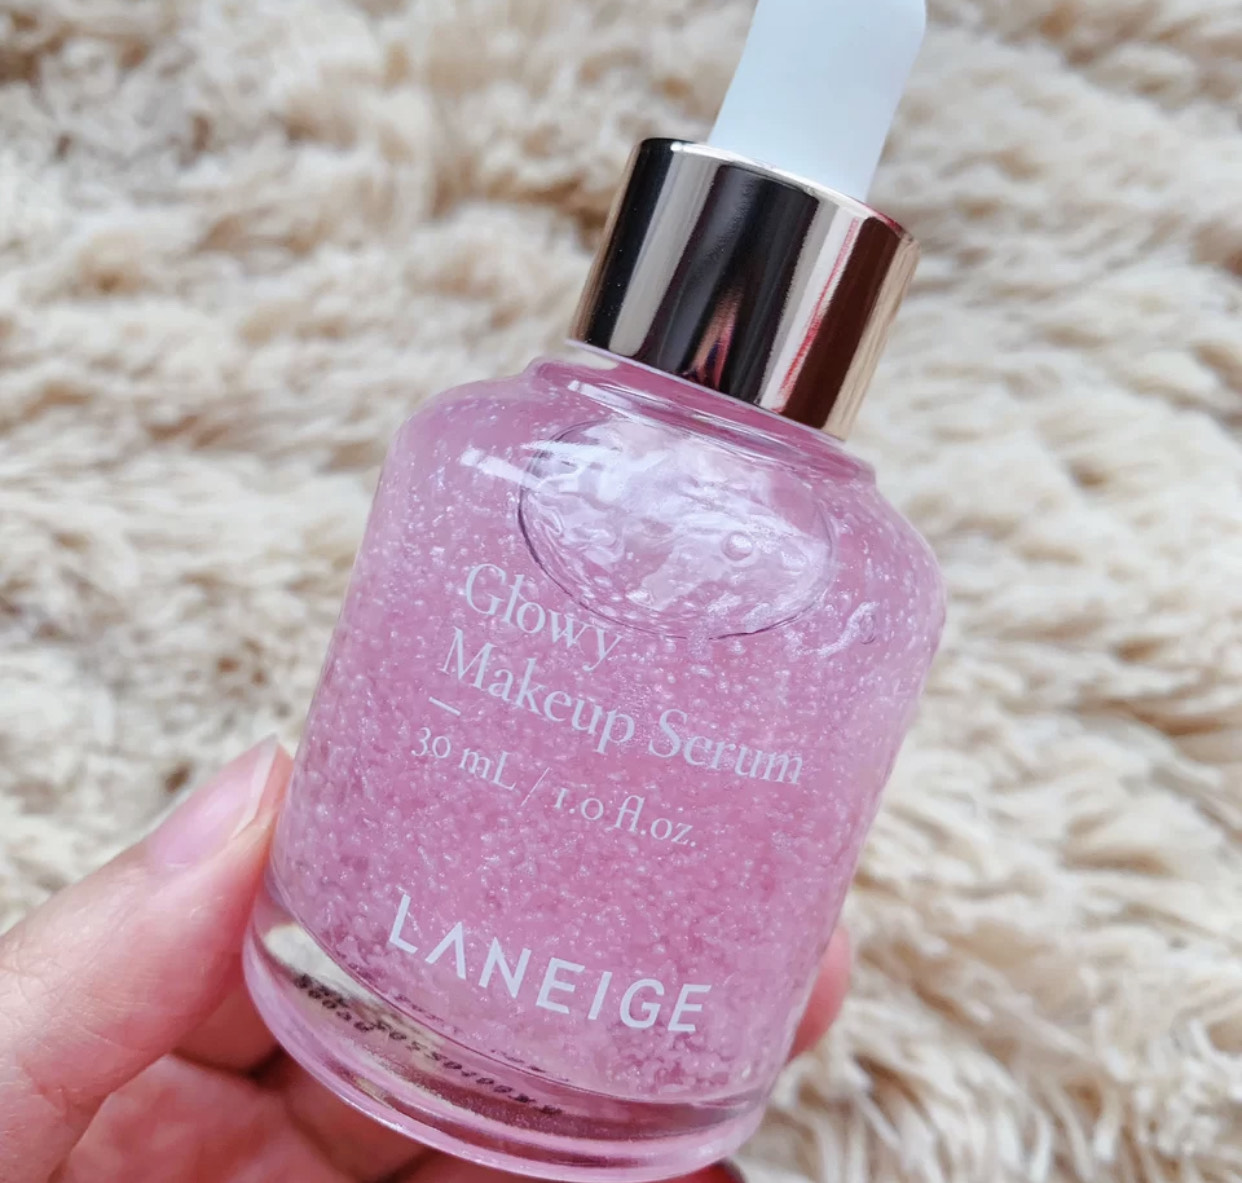 Glowy
Makeup Serum
30 mL / 1.0 fl.oz.
LANEIGE